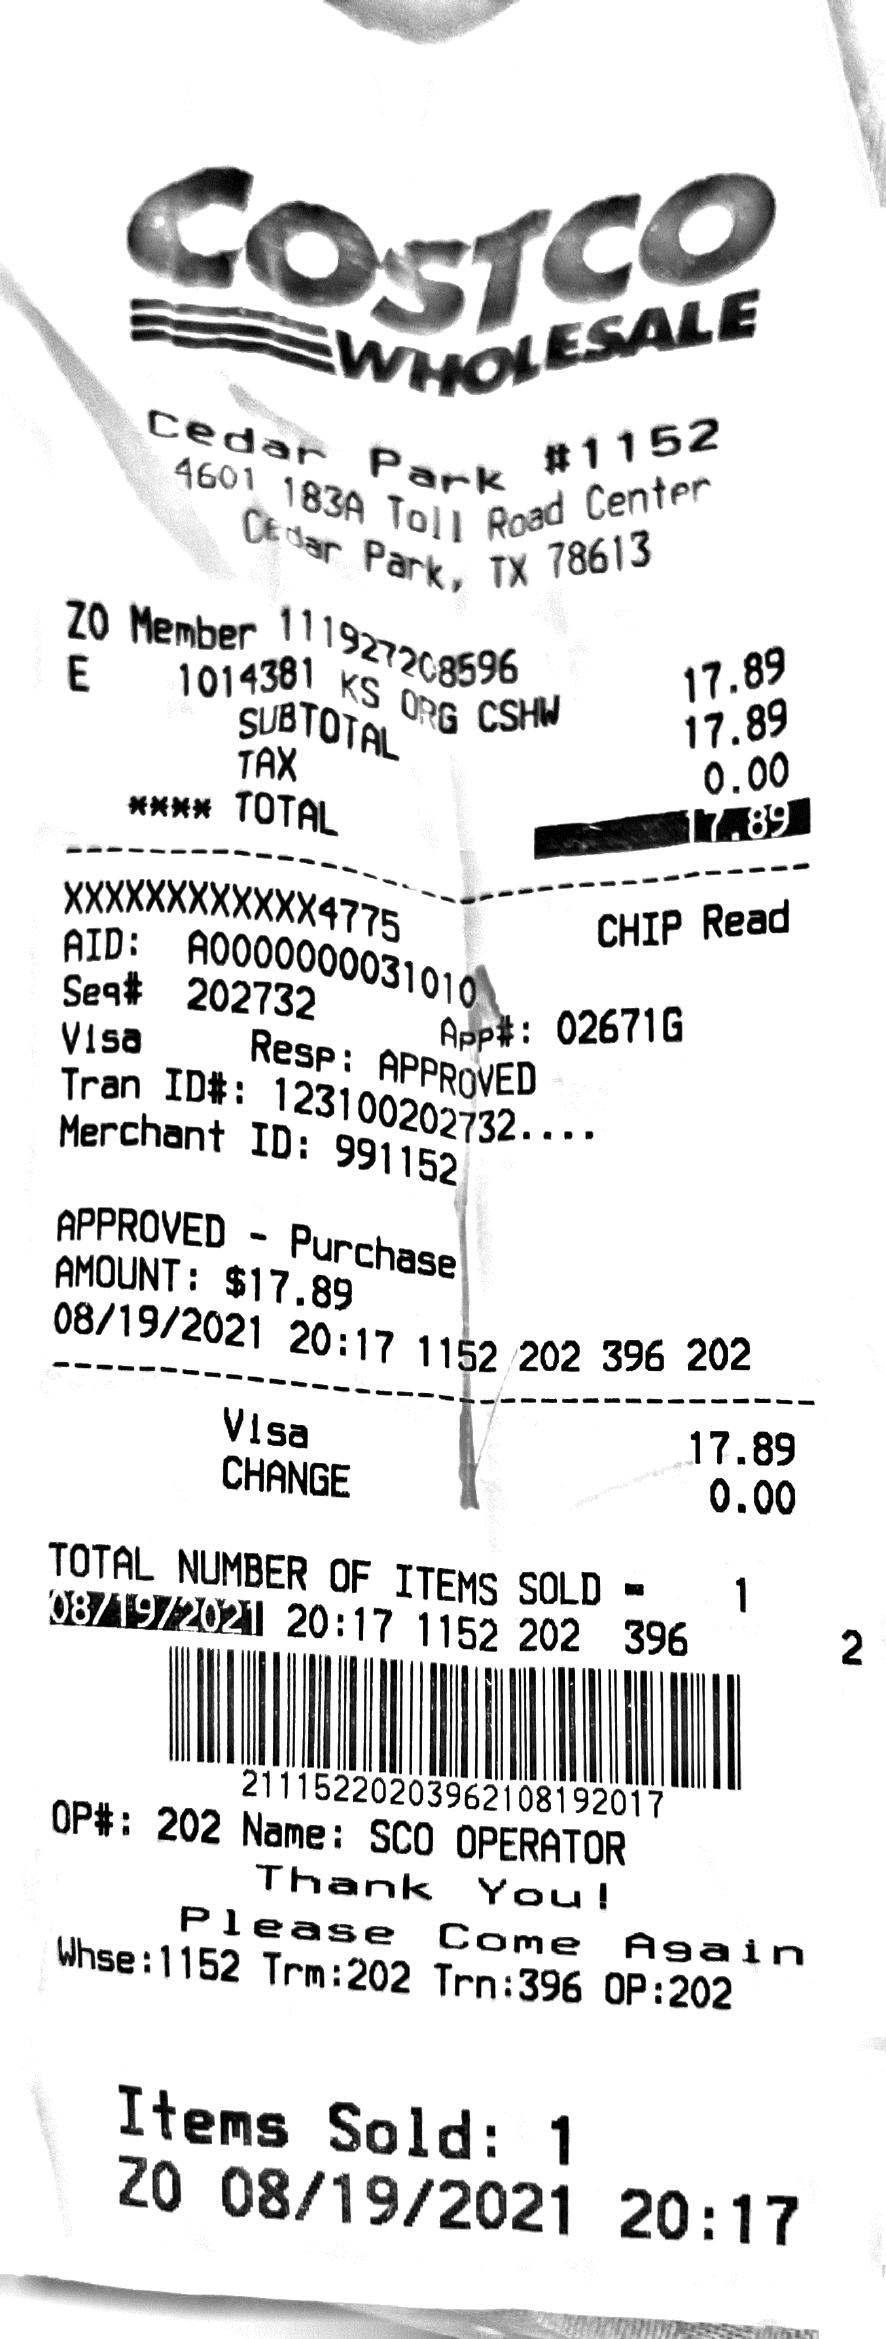 COSTCO
WHOLESALE
Cedar Park #1152
4601 183A Toll Road Center
Cedar Park, TX 78613
ZO Member 111927208596
E 1014381 KS ORG CSHW 17.89
SUBTOTAL 17.89
TAX 0.00
**** TOTAL 17.89
XXXXXXXXXXXX4775 CHIP Read
AID: A0000000031010
Seq# 202732 App#: 02671G
Visa Resp: APPROVED
Tran ID#: 123100202732....
Merchant ID: 991152
APPROVED - Purchase
AMOUNT: $17.89
08/19/2021 20:17 1152 202 396 202
Visa 17.89
CHANGE 0.00
TOTAL NUMBER OF ITEMS SOLD = 1
08/19/2021 20:17 1152 202 396 2
21115220203962108192017
OP#: 202 Name: SCO OPERATOR
Thank You!
Please Come Again
Whse:1152 Trm:202 Trn:396 OP:202
Items Sold: 1
ZO 08/19/2021 20:17